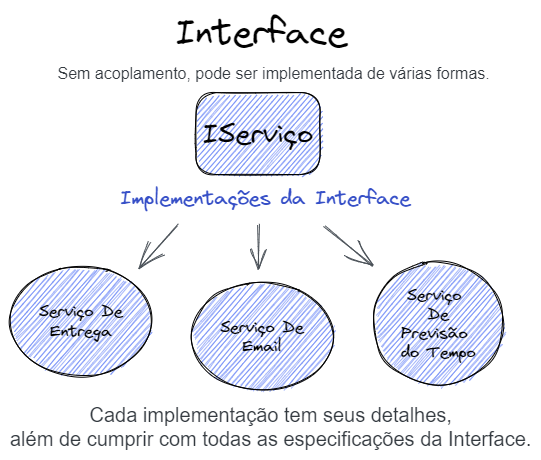 Interface
Sem acoplamento, pode ser implementada de várias formas.
IServiço
Implementações da Interface
Serviço De
Entrega
Serviço De
Email
Serviço
De
Previsão
do Tempo
Cada implementação tem seus detalhes,
além de cumprir com todas as especificações da Interface.